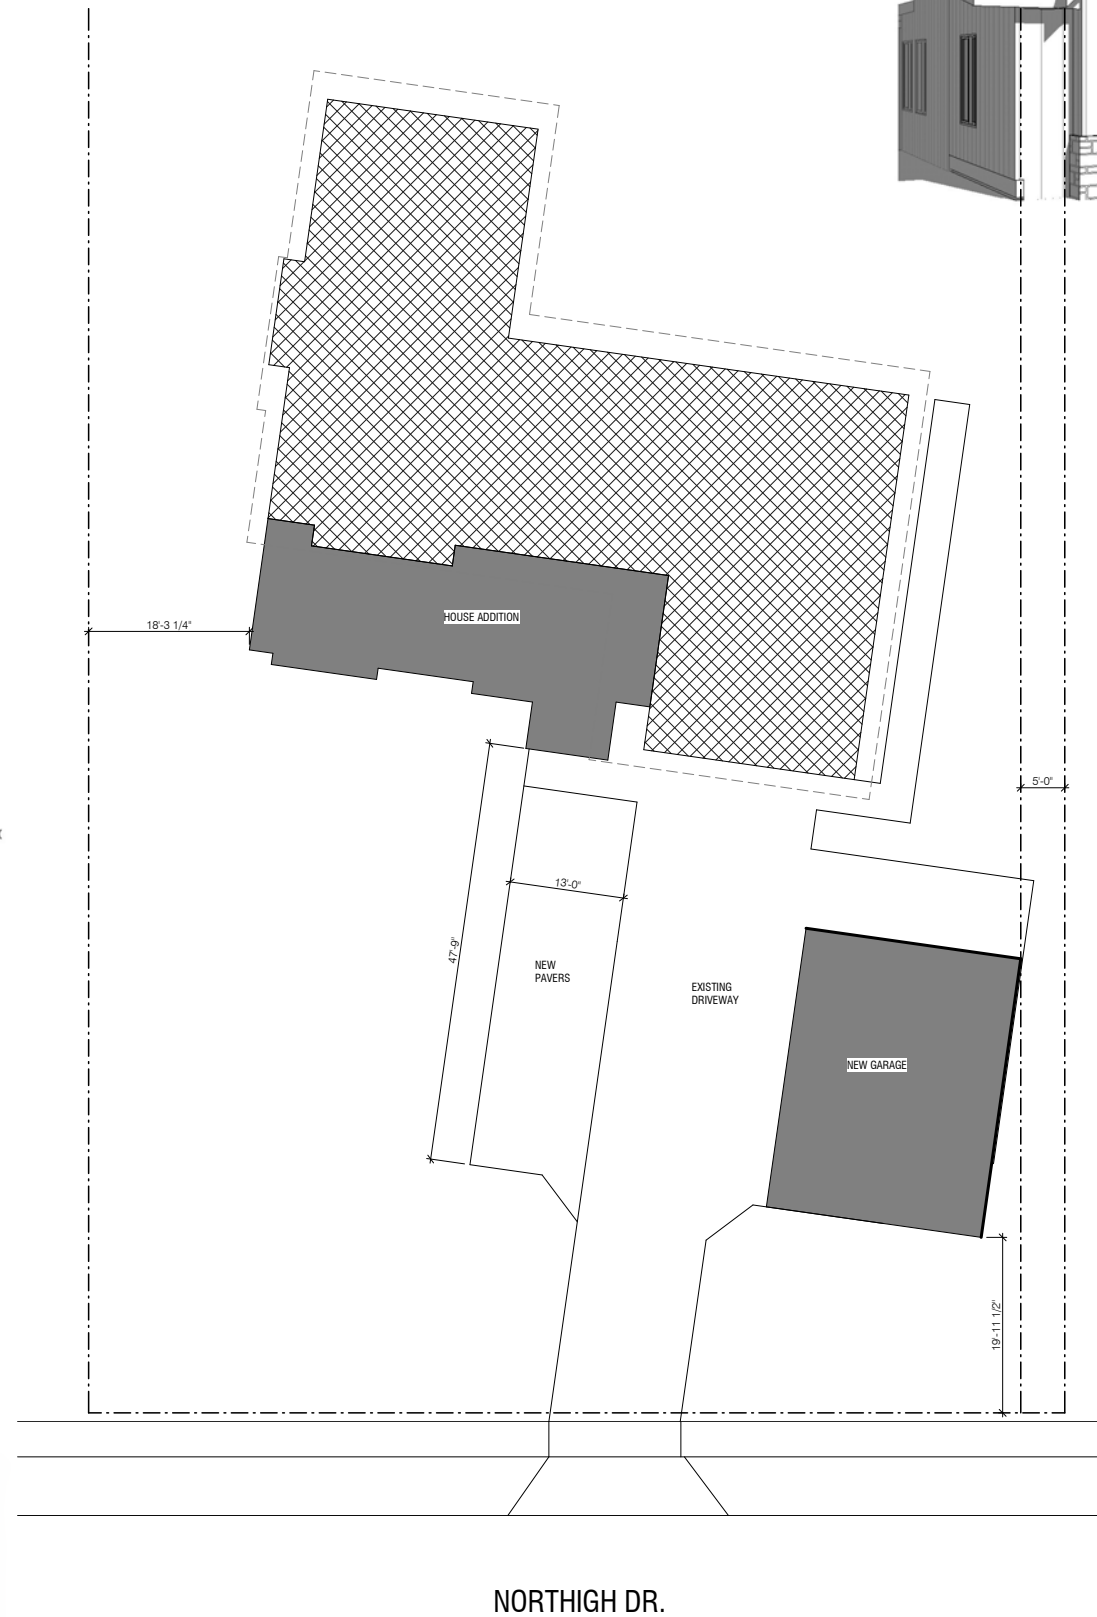 HOUSE ADDITION
18'-3 1/4"
5'-0"
13'-0"
47'-9"
NEW
PAVERS
EXISTING
DRIVEWAY
NEW GARAGE
19'-11 1/2"
NORTHIGH DR.